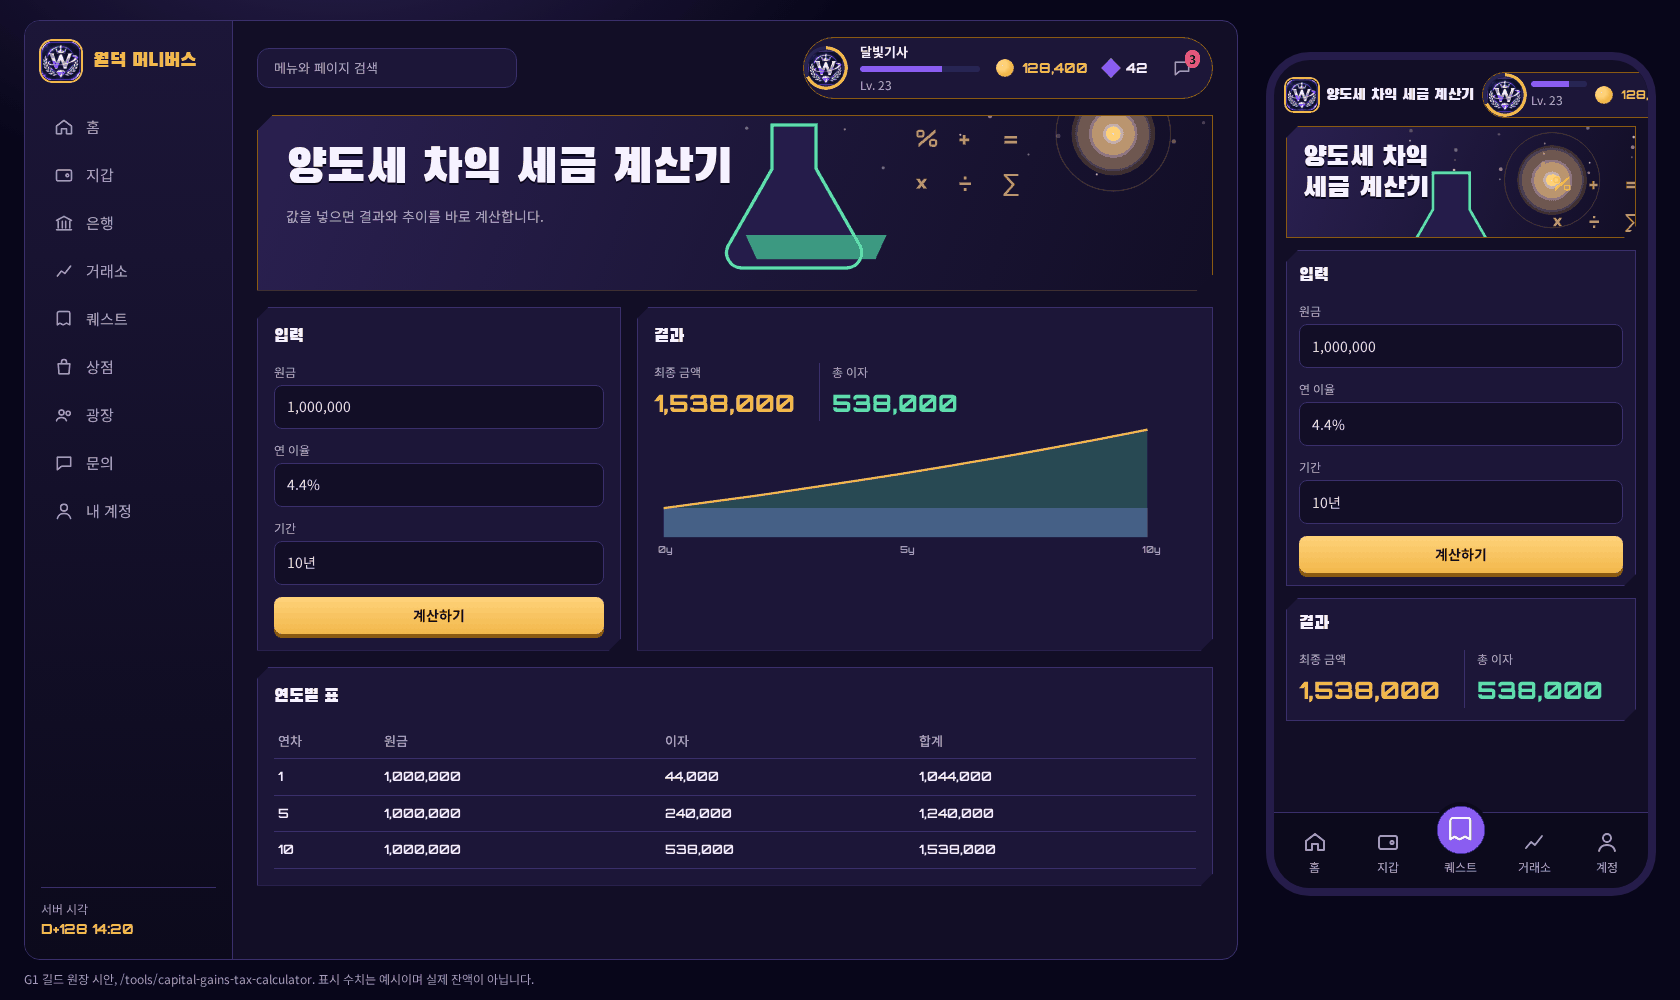 월덕 머니버스
홈
지갑
은행
거래소
퀘스트
상점
광장
문의
내 계정
서버 시각
D+128 14:20
메뉴와 페이지 검색
달빛기사
Lv. 23
128,400
42
3
양도세 차익 세금 계산기
값을 넣으면 결과와 추이를 바로 계산합니다.
% + =
x ÷ ∑
입력
원금
1,000,000
연 이율
4.4%
기간
10년
계산하기
결과
최종 금액
1,538,000
총 이자
538,000
0y 5y 10y
연도별 표
연차 원금 이자 합계
1 1,000,000 44,000 1,044,000
5 1,000,000 240,000 1,240,000
10 1,000,000 538,000 1,538,000
양도세 차익 세금 계산기
Lv. 23
128,
양도세 차익
세금 계산기
% + =
x ÷ ∑
입력
원금
1,000,000
연 이율
4.4%
기간
10년
계산하기
결과
최종 금액
1,538,000
총 이자
538,000
홈
지갑
퀘스트
거래소
계정
G1 길드 원장 시안, /tools/capital-gains-tax-calculator. 표시 수치는 예시이며 실제 잔액이 아닙니다.